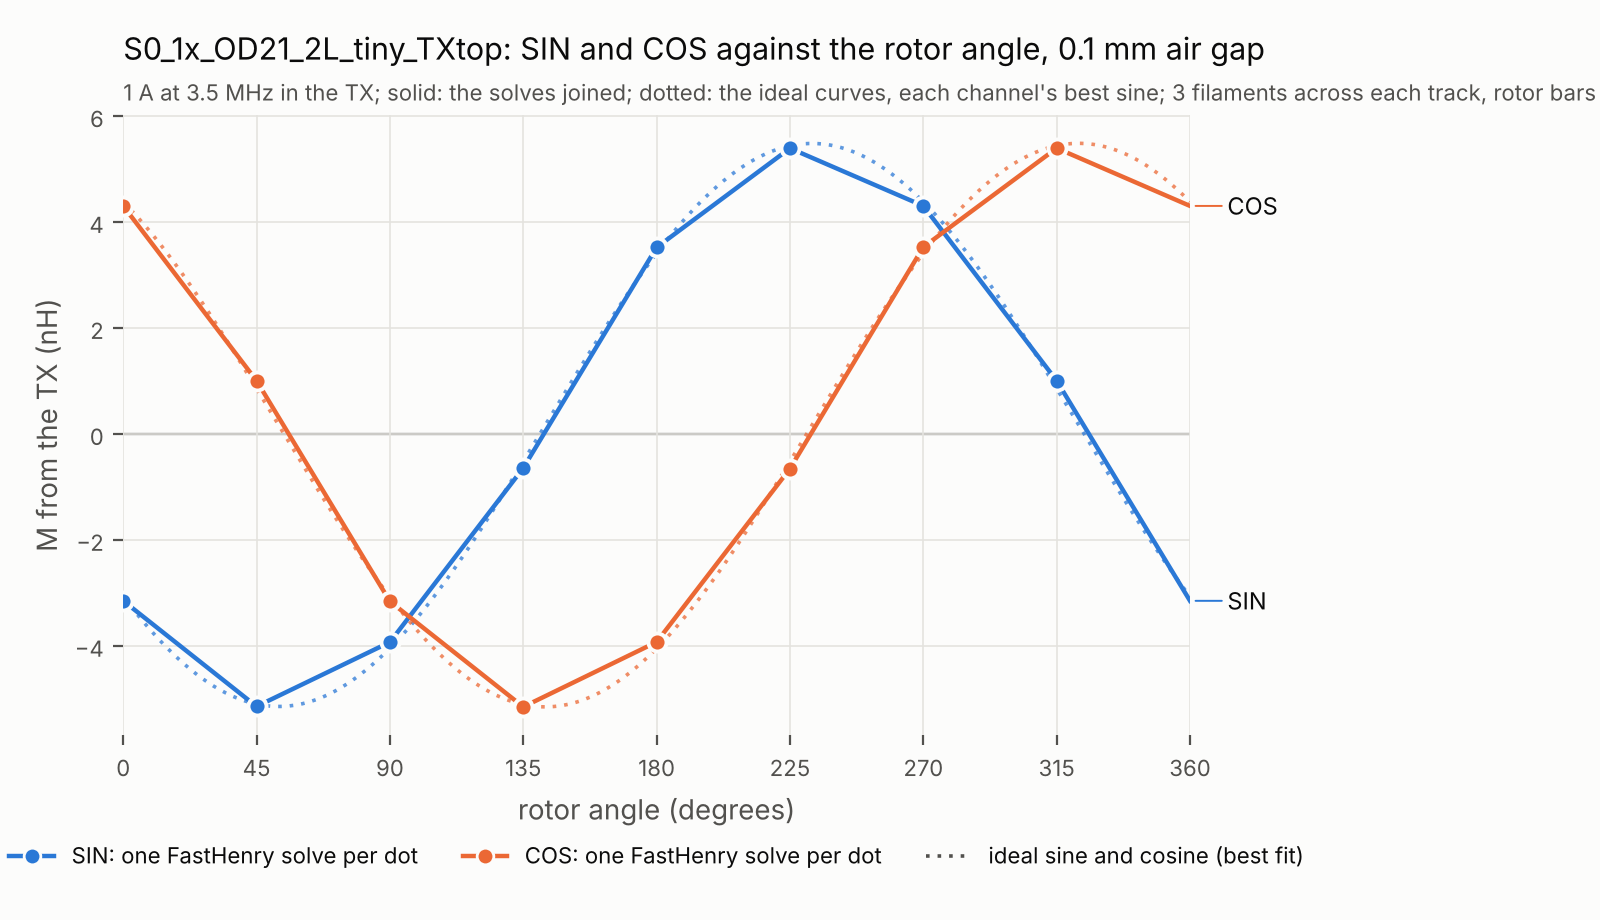 S0_1x_OD21_2L_tiny_TXtop: SIN and COS against the rotor angle, 0.1 mm air gap
1 A at 3.5 MHz in the TX; solid: the solves joined; dotted: the ideal curves, each channel's best sine; 3 filaments across each track, rotor bars
M from the TX (nH)
6
4
2
0
−2
−4
COS
SIN
0 45 90 135 180 225 270 315 360
rotor angle (degrees)
SIN: one FastHenry solve per dot COS: one FastHenry solve per dot ideal sine and cosine (best fit)